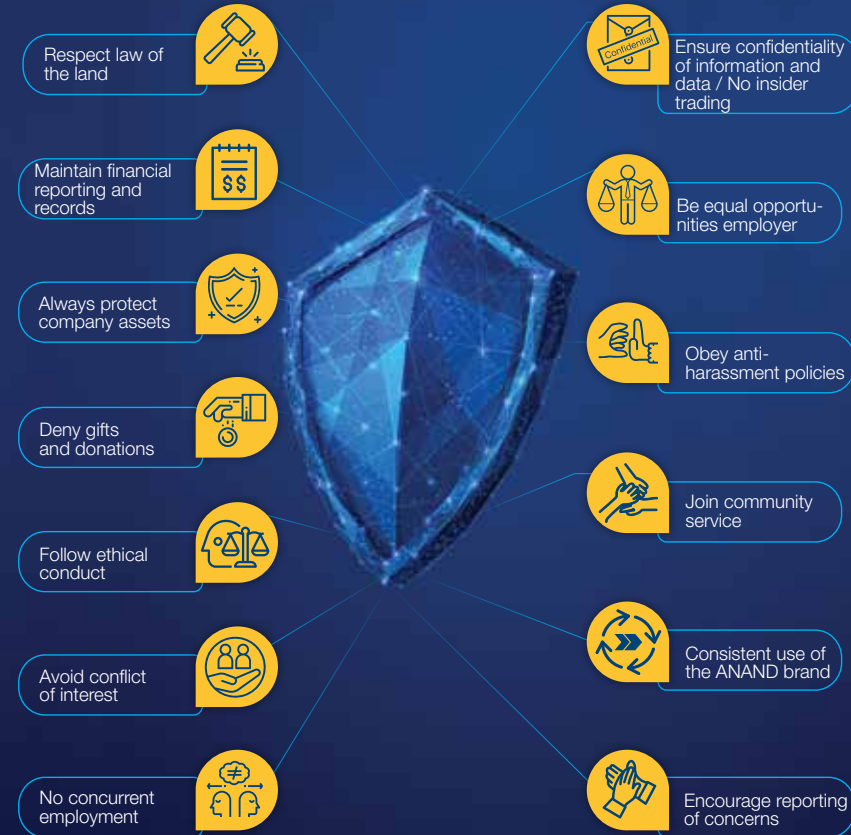 Respect law of
the land
Maintain financial
reporting and
records
$$
Always protect
company assets
Deny gifts
and donations
Follow ethical
conduct
Avoid conflict
of interest
No concurrent
employment
Confidential
Ensure confidentiality
of information and
data / No insider
trading
Be equal opportu-
nities employer
Obey anti-
harassment policies
Join community
service
Consistent use of
the ANAND brand
Encourage reporting
of concerns